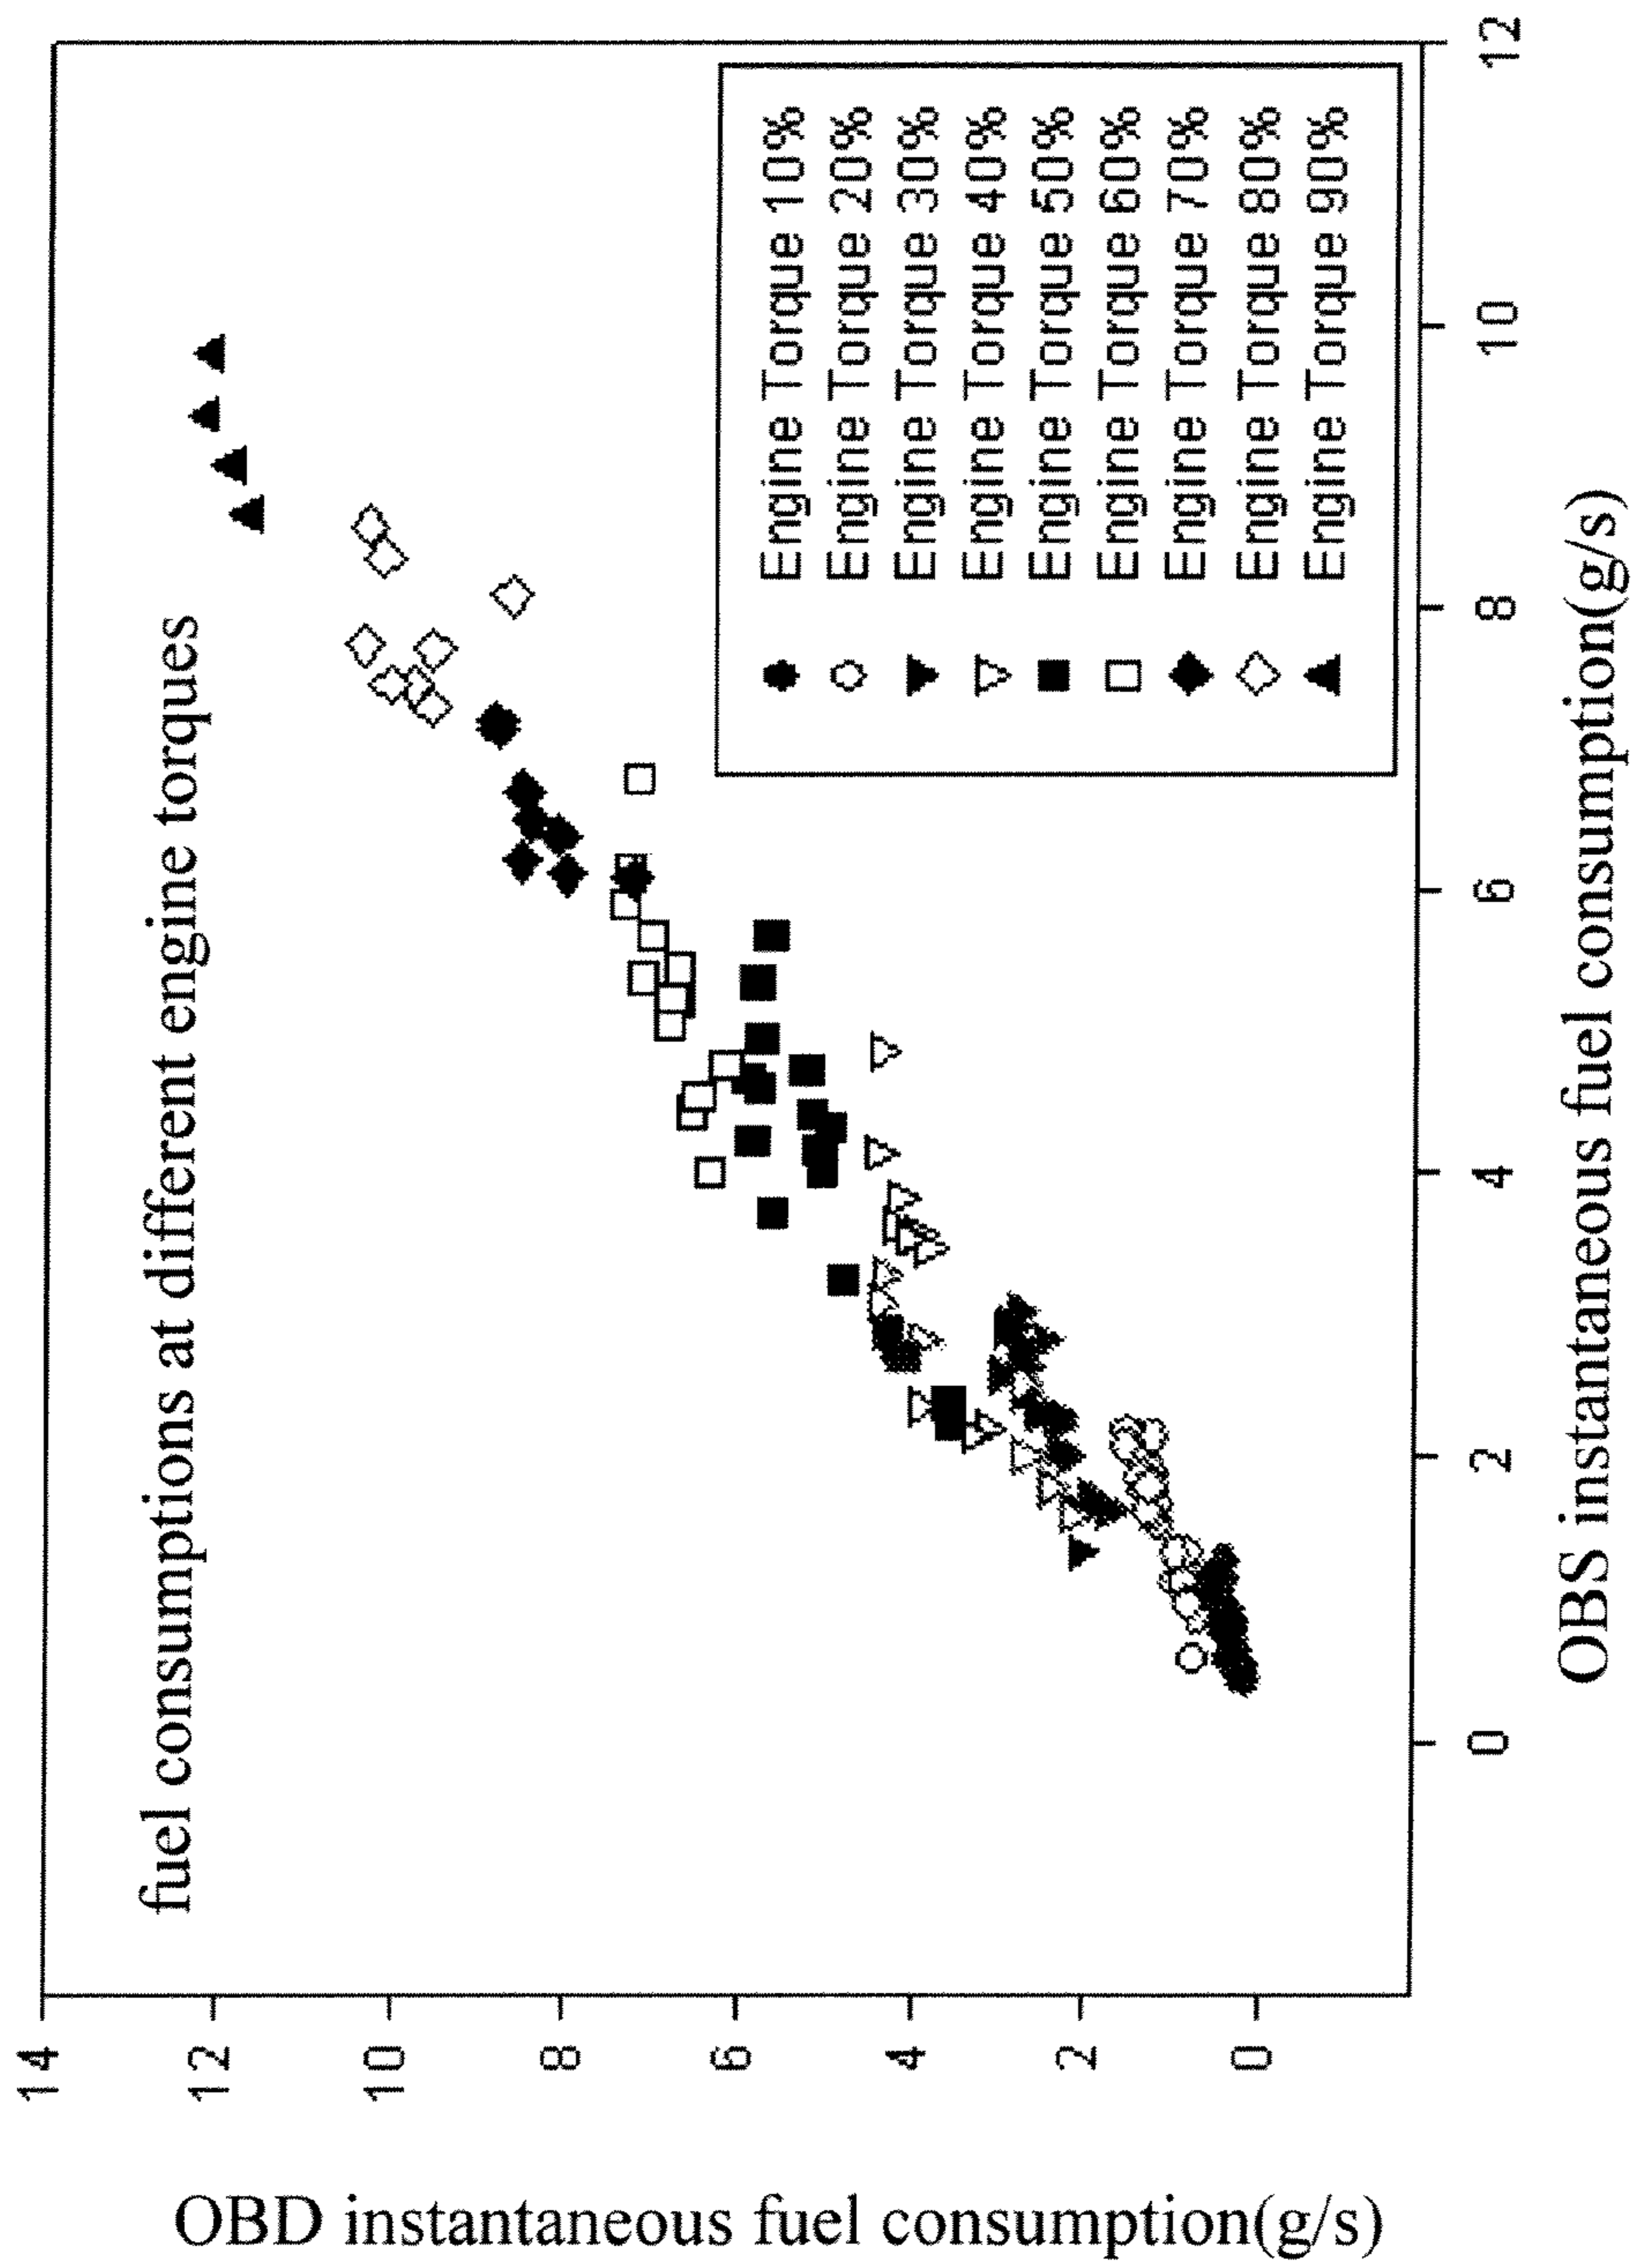 fuel consumptions at different engine torques
14
12
10
8
6
4
2
0
OBD instantaneous fuel consumption(g/s)
Engine Torque 10%
Engine Torque 20%
Engine Torque 30%
Engine Torque 40%
Engine Torque 50%
Engine Torque 60%
Engine Torque 70%
Engine Torque 80%
Engine Torque 90%
0
2
4
6
8
10
12
OBS instantaneous fuel consumption(g/s)